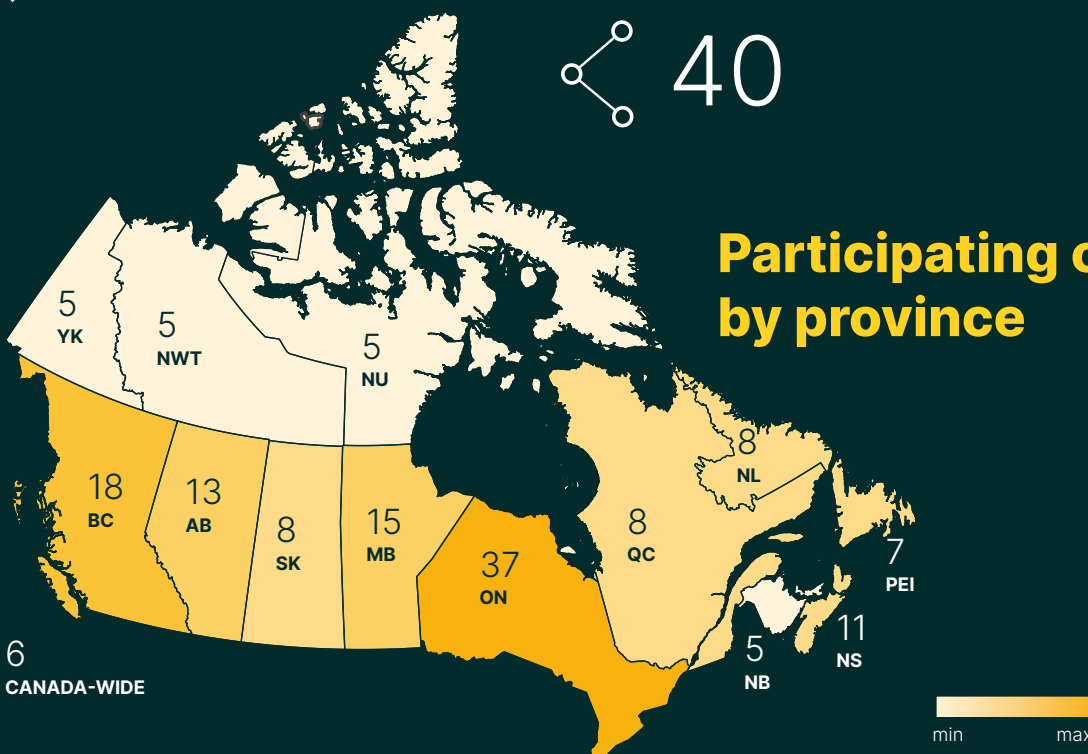 40
Participating
by province
5
YK
5
NWT
5
NU
8
NL
18
BC
13
AB
8
SK
15
MB
37
ON
8
QC
7
PEI
11
NS
5
NB
6
CANADA-WIDE
min
max